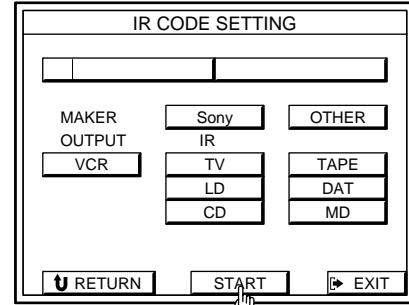 IR CODE SETTING
MAKER Sony OTHER
OUTPUT IR
VCR TV TAPE
LD DAT
CD MD
RETURN START EXIT